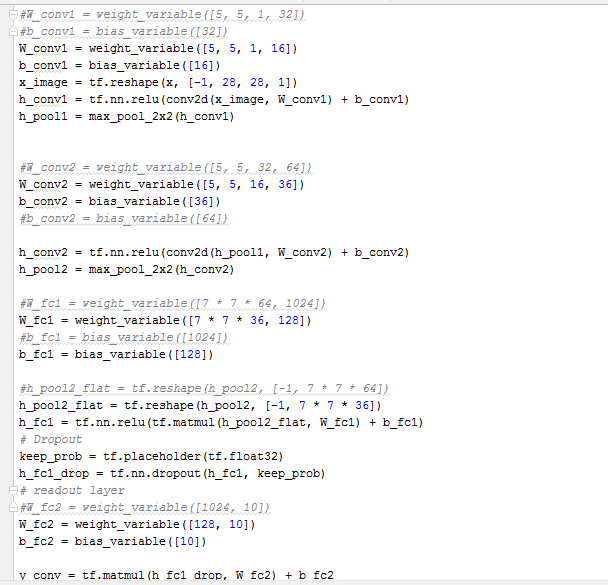 #W_conv1 = weight_variable([5, 5, 1, 32])
#b_conv1 = bias_variable([32])
W_conv1 = weight_variable([5, 5, 1, 16])
b_conv1 = bias_variable([16])
x_image = tf.reshape(x, [-1, 28, 28, 1])
h_conv1 = tf.nn.relu(conv2d(x_image, W_conv1) + b_conv1)
h_pool1 = max_pool_2x2(h_conv1)
#W_conv2 = weight_variable([5, 5, 32, 64])
W_conv2 = weight_variable([5, 5, 16, 36])
b_conv2 = bias_variable([36])
#b_conv2 = bias_variable([64])
h_conv2 = tf.nn.relu(conv2d(h_pool1, W_conv2) + b_conv2)
h_pool2 = max_pool_2x2(h_conv2)
#W_fc1 = weight_variable([7 * 7 * 64, 1024])
W_fc1 = weight_variable([7 * 7 * 36, 128])
#b_fc1 = bias_variable([1024])
b_fc1 = bias_variable([128])
#h_pool2_flat = tf.reshape(h_pool2, [-1, 7 * 7 * 64])
h_pool2_flat = tf.reshape(h_pool2, [-1, 7 * 7 * 36])
h_fc1 = tf.nn.relu(tf.matmul(h_pool2_flat, W_fc1) + b_fc1)
# Dropout
keep_prob = tf.placeholder(tf.float32)
h_fc1_drop = tf.nn.dropout(h_fc1, keep_prob)
# readout layer
#W_fc2 = weight_variable([1024, 10])
W_fc2 = weight_variable([128, 10])
b_fc2 = bias_variable([10])
y_conv = tf.matmul(h_fc1_drop, W_fc2) + b_fc2